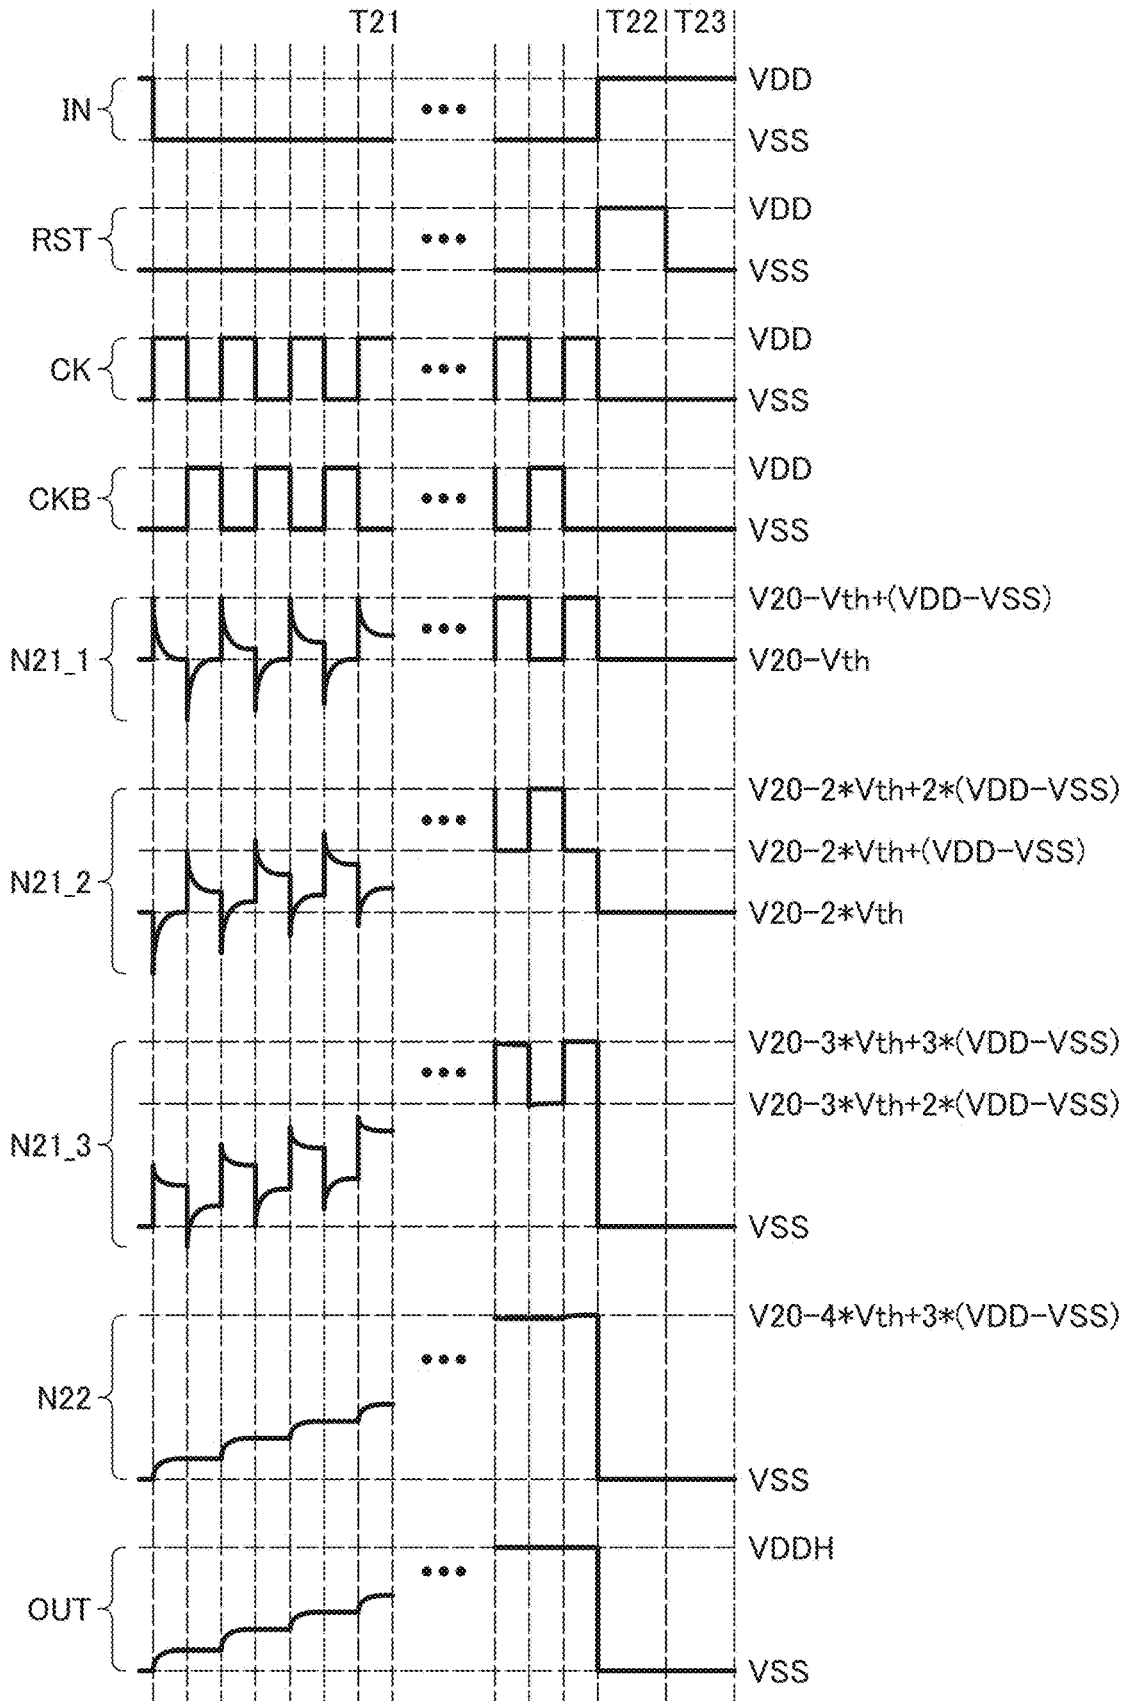 T21 T22 T23
IN VDD
VSS
RST VDD
VSS
CK VDD
VSS
CKB VDD
VSS
N21_1 V20-Vth+(VDD-VSS)
V20-Vth
N21_2 V20-2*Vth+2*(VDD-VSS)
V20-2*Vth+(VDD-VSS)
V20-2*Vth
N21_3 V20-3*Vth+3*(VDD-VSS)
V20-3*Vth+2*(VDD-VSS)
VSS
N22 V20-4*Vth+3*(VDD-VSS)
VSS
OUT VDDH
VSS